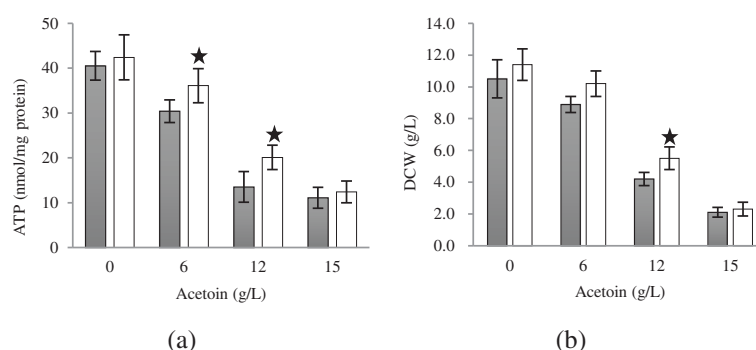 (a)
ATP (nmol/mg protein)
50
40
30
20
10
0
0 6 12 15
Acetoin (g/L)
(a)
(b)
DCW (g/L)
14.0
12.0
10.0
8.0
6.0
4.0
2.0
0.0
0 6 12 15
Acetoin (g/L)
(b)